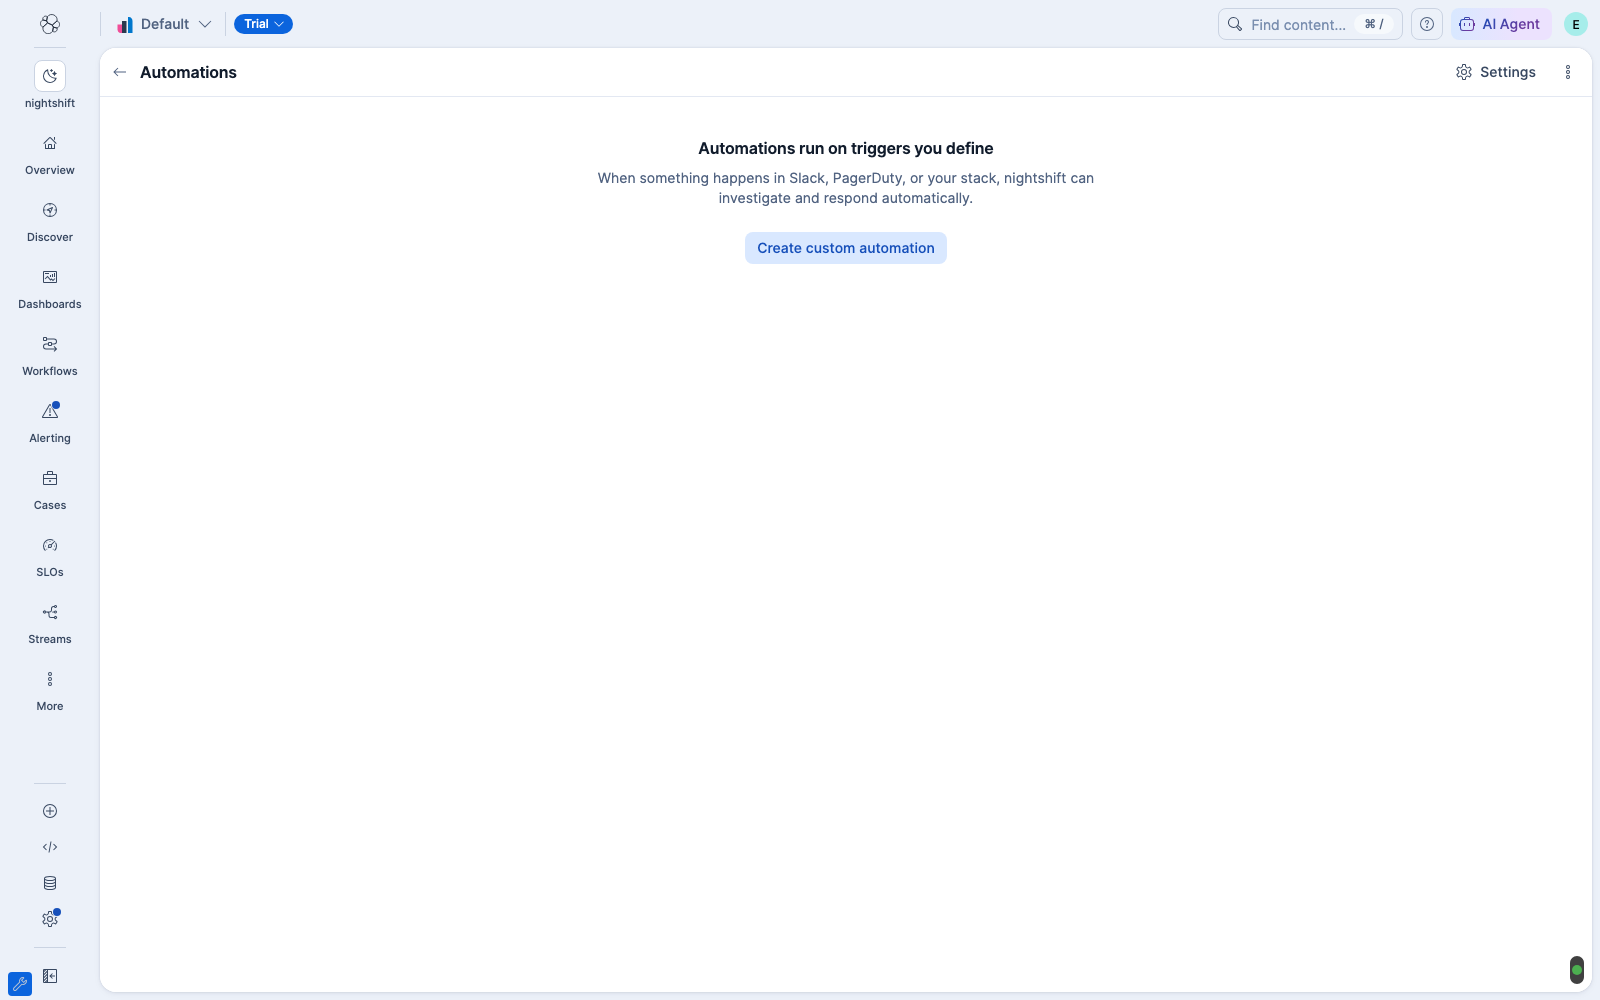 Default
Trial
Find content...
⌘ /
AI Agent
E
nightshift
Overview
Discover
Dashboards
Workflows
Alerting
Cases
SLOs
Streams
More
Automations
Settings
Automations run on triggers you define
When something happens in Slack, PagerDuty, or your stack, nightshift can
investigate and respond automatically.
Create custom automation